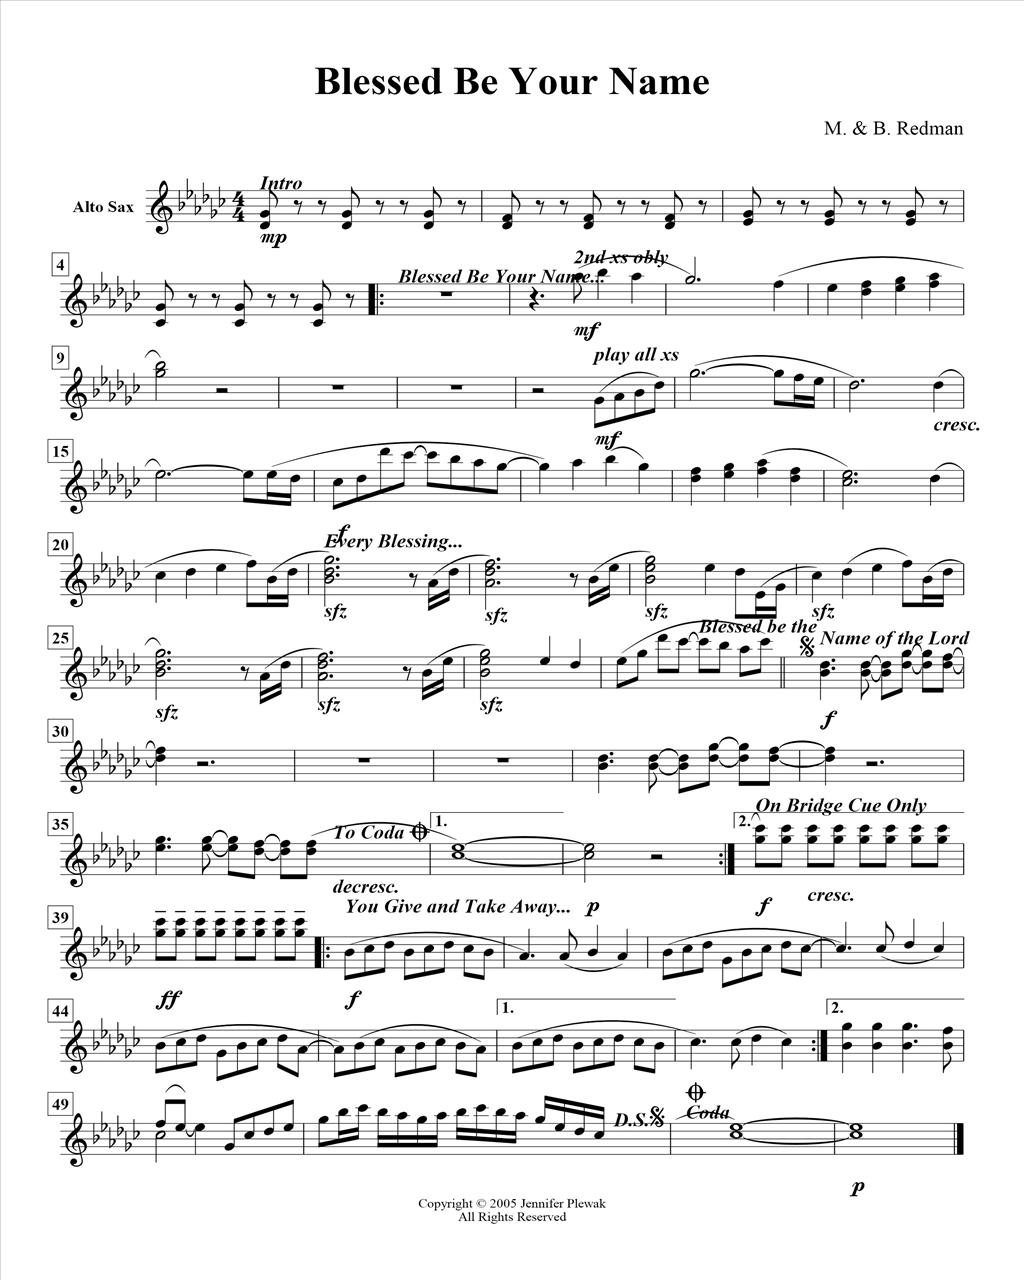 Blessed Be Your Name
M. & B. Redman
Intro
Alto Sax
mp
4
2nd xs obly
Blessed Be Your Name...
mf
9
play all xs
mf
cresc.
15
f
20
Every Blessing...
sfz sfz sfz sfz
25
Blessed be the
Name of the Lord
sfz sfz sfz
f
30
35
To Coda
1.
2.
On Bridge Cue Only
decresc.
p
f
cresc.
39
You Give and Take Away...
ff
f
44
1.
2.
49
D.S.
Coda
p
Copyright © 2005 Jennifer Plewak
All Rights Reserved